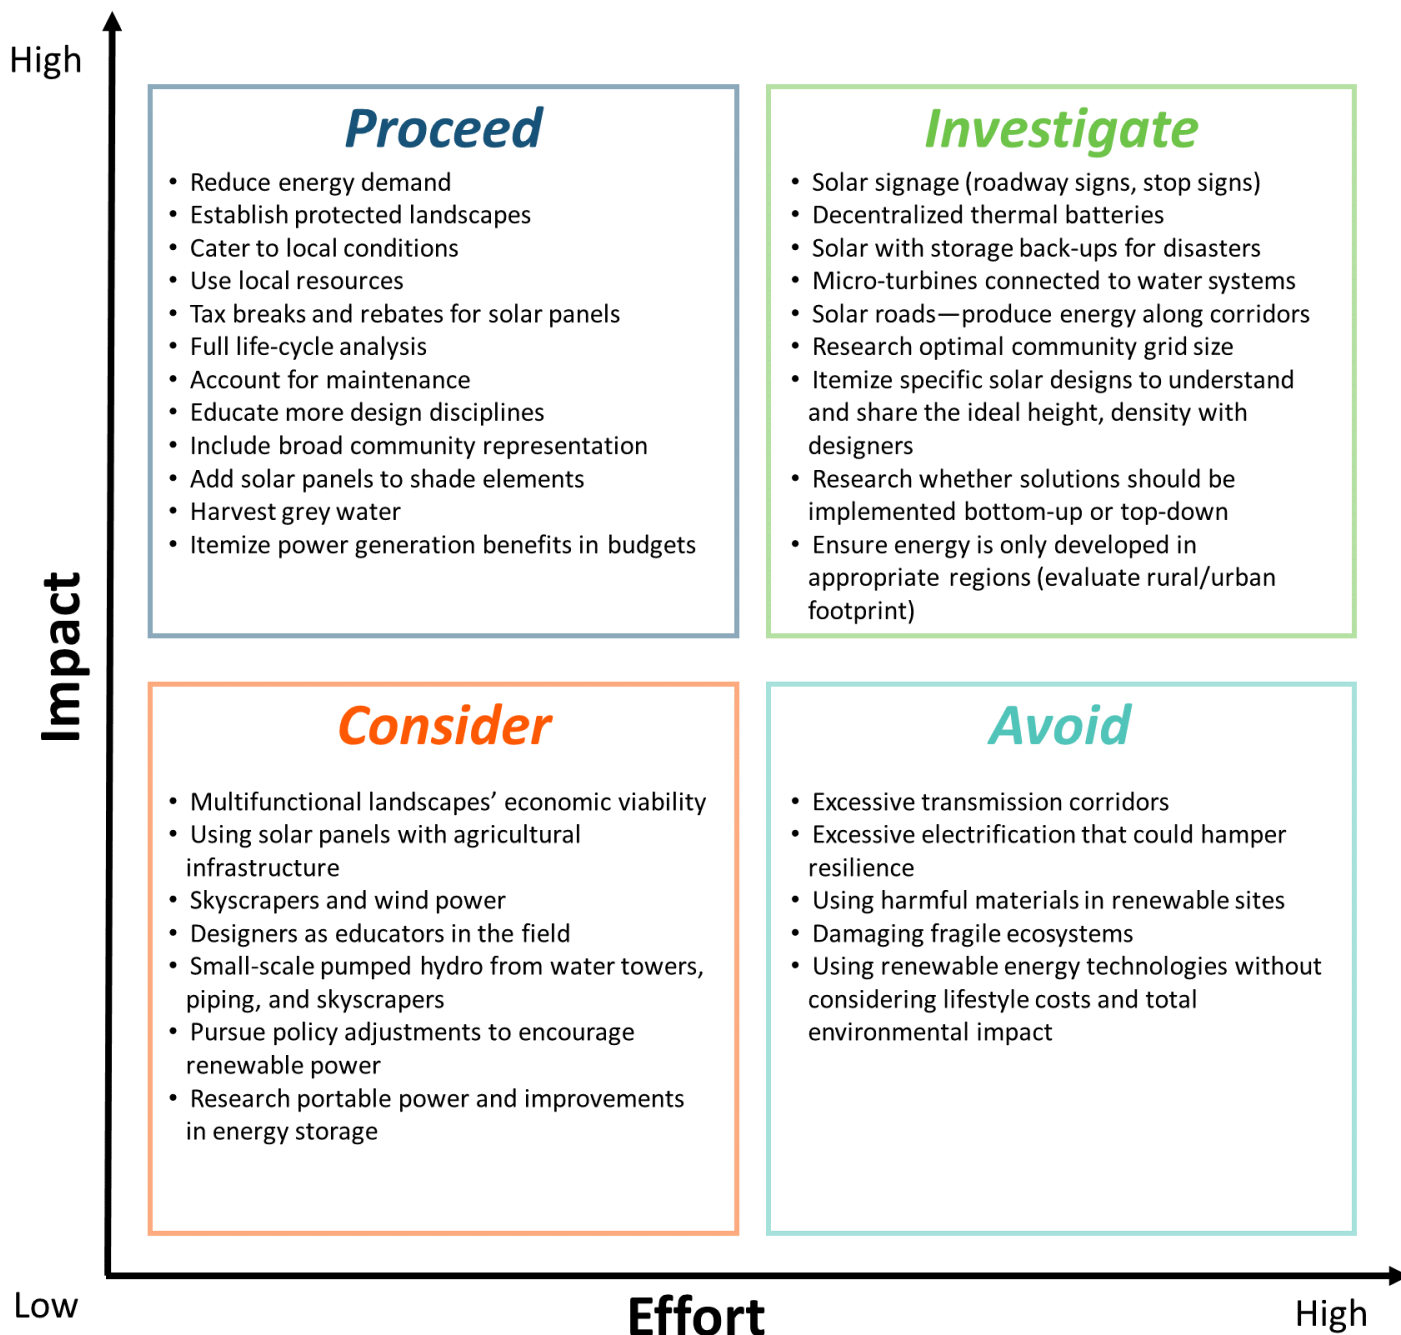 High
Proceed
• Reduce energy demand
• Establish protected landscapes
• Cater to local conditions
• Use local resources
• Tax breaks and rebates for solar panels
• Full life-cycle analysis
• Account for maintenance
• Educate more design disciplines
• Include broad community representation
• Add solar panels to shade elements
• Harvest grey water
• Itemize power generation benefits in budgets
Investigate
• Solar signage (roadway signs, stop signs)
• Decentralized thermal batteries
• Solar with storage back-ups for disasters
• Micro-turbines connected to water systems
• Solar roads—produce energy along corridors
• Research optimal community grid size
• Itemize specific solar designs to understand
and share the ideal height, density with
designers
• Research whether solutions should be
implemented bottom-up or top-down
• Ensure energy is only developed in
appropriate regions (evaluate rural/urban
footprint)
Impact
Consider
• Multifunctional landscapes’ economic viability
• Using solar panels with agricultural
infrastructure
• Skyscrapers and wind power
• Designers as educators in the field
• Small-scale pumped hydro from water towers,
piping, and skyscrapers
• Pursue policy adjustments to encourage
renewable power
• Research portable power and improvements
in energy storage
Avoid
• Excessive transmission corridors
• Excessive electrification that could hamper
resilience
• Using harmful materials in renewable sites
• Damaging fragile ecosystems
• Using renewable energy technologies without
considering lifestyle costs and total
environmental impact
Low
Effort
High